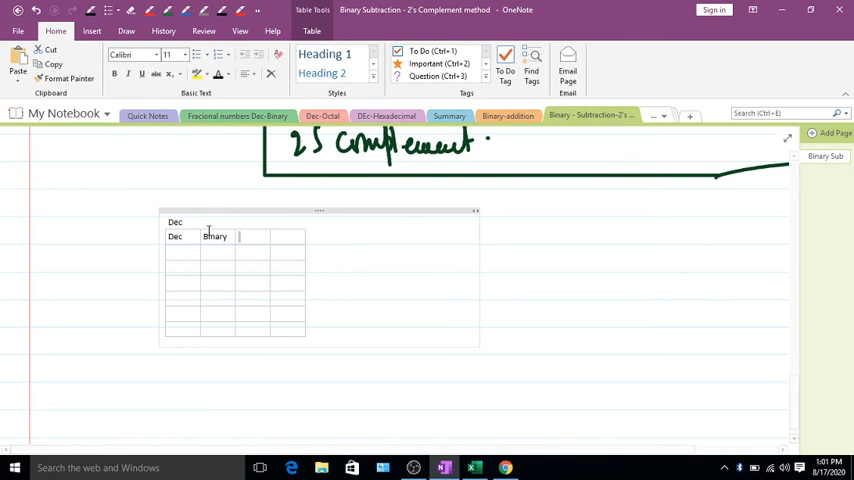 Table Tools
Binary Subtraction - 2's Complement method - OneNote
Sign in
File
Home
Insert
Draw
History
Review
View
Help
Table
Paste
Cut
Copy
Format Painter
Clipboard
Calibri
11
B I U abc x A
Basic Text
Heading 1
Heading 2
Styles
To Do (Ctrl+1)
Important (Ctrl+2)
? Question (Ctrl+3)
Tags
To Do
Tag
Find
Tags
Email
Page
Email
My Notebook
Quick Notes
Fracional numbers Dec-Binary
Dec-Octal
DEc-Hexadecimal
Summary
Binary-addition
Binary - Subtraction-2's ...
Search (Ctrl+E)
Add Page
Binary Sub
2s complement .
Dec
Dec Binary
Search the web and Windows
1:01 PM
8/17/2020